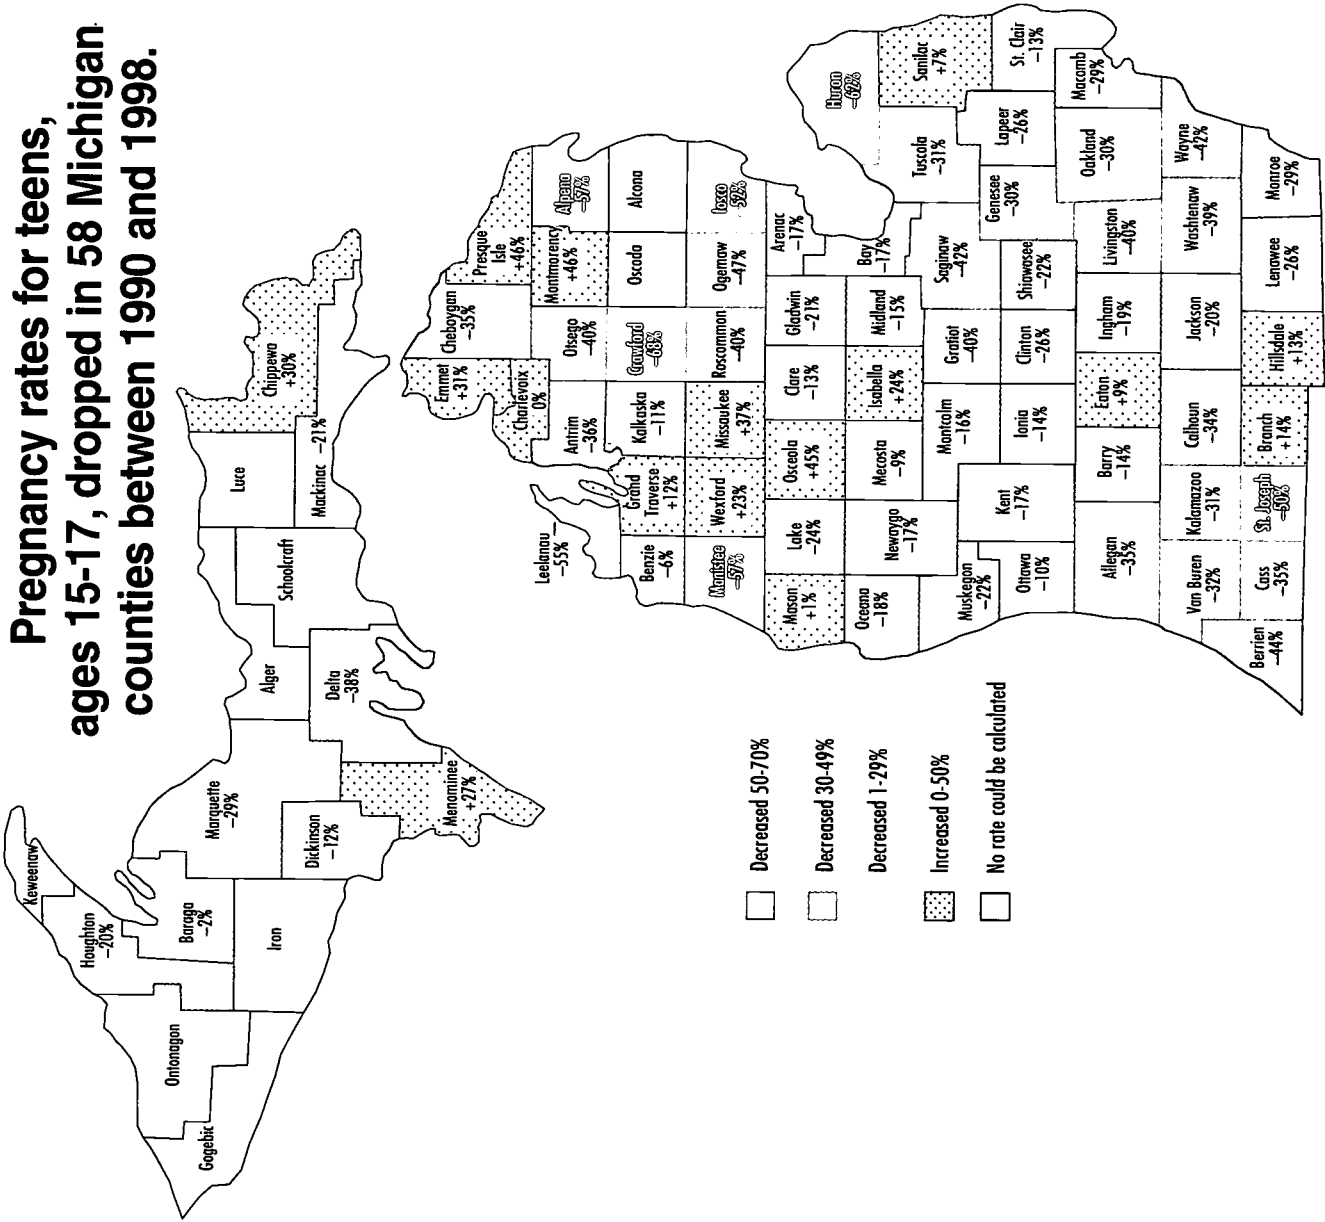 Pregnancy rates for teens,
ages 15-17, dropped in 58 Michigan
counties between 1990 and 1998.
Keweenaw
Houghton
–20%
Ontonagon
Gogebic
Baraga
–2%
Iron
Marquette
–29%
Dickinson
–12%
Menominee
+27%
Alger
Delta
–38%
Schoolcraft
Luce
Mackinac –21%
Chippewa
+30%
Emmet
+31%
Cheboygan
–35%
Presque
Isle
+46%
Charlevoix
0%
Leelanau
–55%
Antrim
–36%
Otsego
–40%
Montmorency
+46%
Alpena
–57%
Benzie
–6%
Grand
Traverse
+12%
Kalkaska
–11%
Crawford
–68%
Oscoda
Alcona
Manistee
–57%
Wexford
+23%
Missaukee
+37%
Roscommon
–40%
Ogemaw
–47%
Iosco
52%
Mason
+1%
Lake
–24%
Osceola
+45%
Clare
–13%
Gladwin
–21%
Arenac
–17%
Huron
–62%
Oceana
–18%
Newaygo
–17%
Mecosta
–9%
Isabella
+24%
Midland
–15%
Bay
–17%
Tuscola
–31%
Sanilac
+7%
Muskegon
–22%
Montcalm
–16%
Gratiot
–40%
Saginaw
–42%
Genesee
–30%
Lapeer
–26%
St. Clair
–13%
Ottawa
–10%
Kent
–17%
Ionia
–14%
Clinton
–26%
Shiawassee
–22%
Allegan
–35%
Barry
–14%
Eaton
+9%
Ingham
–19%
Livingston
–40%
Oakland
–30%
Macomb
–29%
Van Buren
–32%
Kalamazoo
–31%
Calhoun
–34%
Jackson
–20%
Washtenaw
–39%
Wayne
–42%
Berrien
–44%
Cass
–35%
St. Joseph
–50%
Branch
+14%
Hillsdale
+13%
Lenawee
–26%
Monroe
–29%
Decreased 50-70%
Decreased 30-49%
Decreased 1-29%
Increased 0-50%
No rate could be calculated